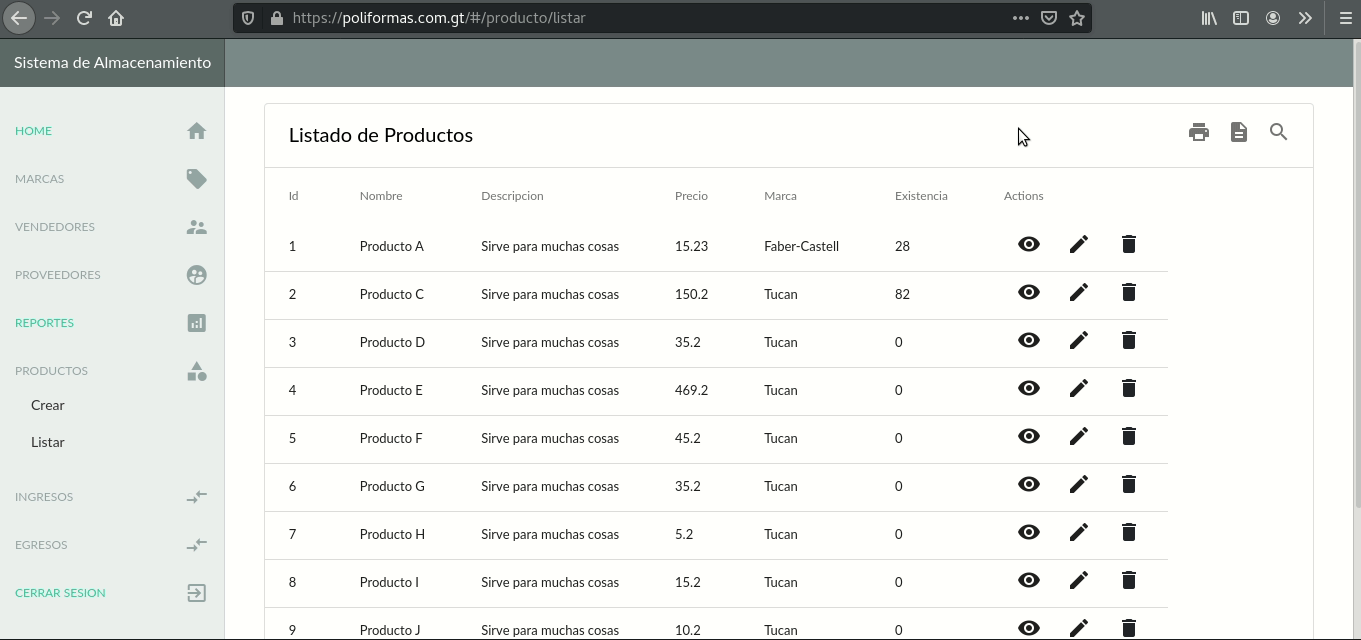 https://poliformas.com.gt/#/producto/listar
Sistema de Almacenamiento
HOME
MARCAS
VENDEDORES
PROVEEDORES
REPORTES
PRODUCTOS
Crear
Listar
INGRESOS
EGRESOS
CERRAR SESION
Listado de Productos
Id Nombre Descripcion Precio Marca Existencia Actions
1 Producto A Sirve para muchas cosas 15.23 Faber-Castell 28
2 Producto C Sirve para muchas cosas 150.2 Tucan 82
3 Producto D Sirve para muchas cosas 35.2 Tucan 0
4 Producto E Sirve para muchas cosas 469.2 Tucan 0
5 Producto F Sirve para muchas cosas 45.2 Tucan 0
6 Producto G Sirve para muchas cosas 35.2 Tucan 0
7 Producto H Sirve para muchas cosas 5.2 Tucan 0
8 Producto I Sirve para muchas cosas 15.2 Tucan 0
9 Producto J Sirve para muchas cosas 10.2 Tucan 0